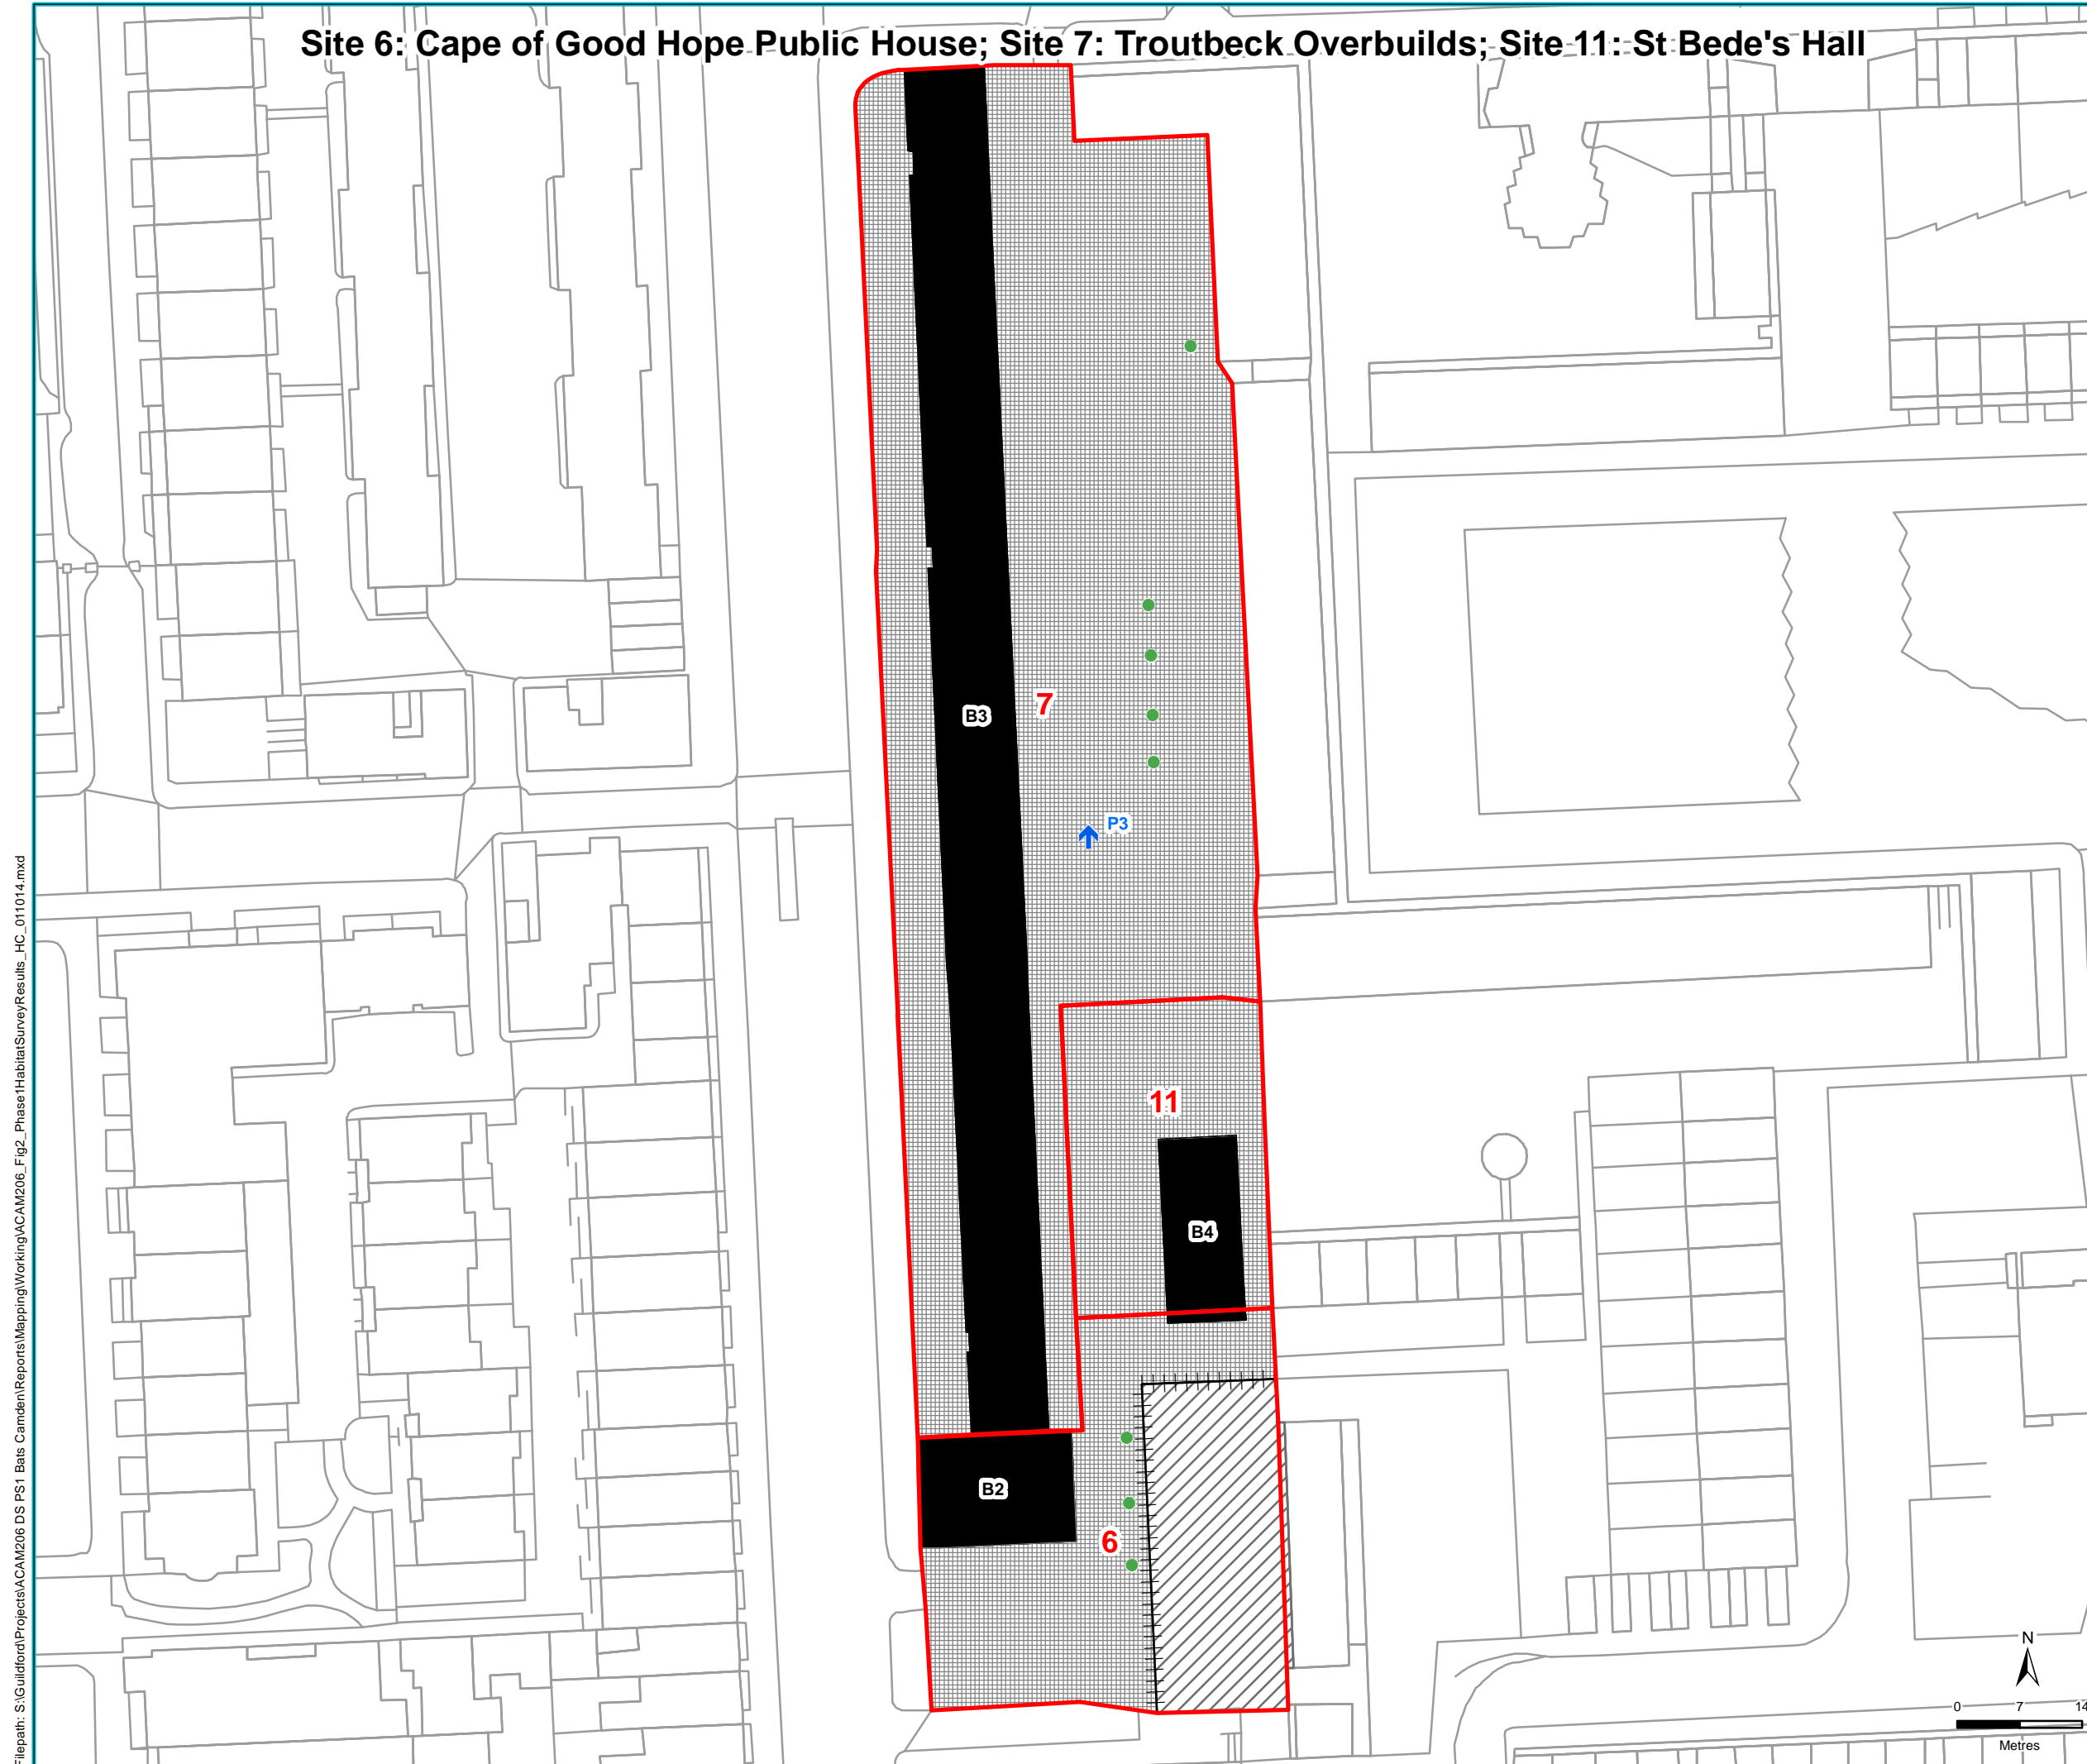 Site 6: Cape of Good Hope Public House; Site 7: Troutbeck Overbuilds; Site 11: St Bede's Hall
B3
7
P3
11
B4
B2
6
N
0 7 14
Metres
Filepath: S:\Guildford\Projects\ACAM206 DS PS1 Bats Camden\Reports\Mapping\Working\ACAM206_Fig2_Phase1HabitatSurveyResults_HC_011014.mxd